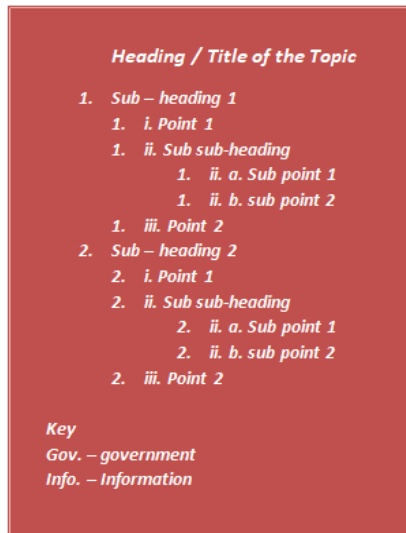 Heading / Title of the Topic
1. Sub – heading 1
1. i. Point 1
1. ii. Sub sub-heading
1. ii. a. Sub point 1
1. ii. b. sub point 2
1. iii. Point 2
2. Sub – heading 2
2. i. Point 1
2. ii. Sub sub-heading
2. ii. a. Sub point 1
2. ii. b. sub point 2
2. iii. Point 2
Key
Gov. – government
Info. – Information